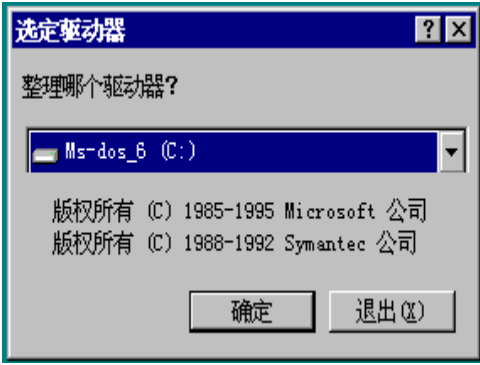 选定驱动器
整理哪个驱动器?
Ms-dos_6 (C:)
版权所有 (C) 1985-1995 Microsoft 公司
版权所有 (C) 1988-1992 Symantec 公司
确定
退出(X)